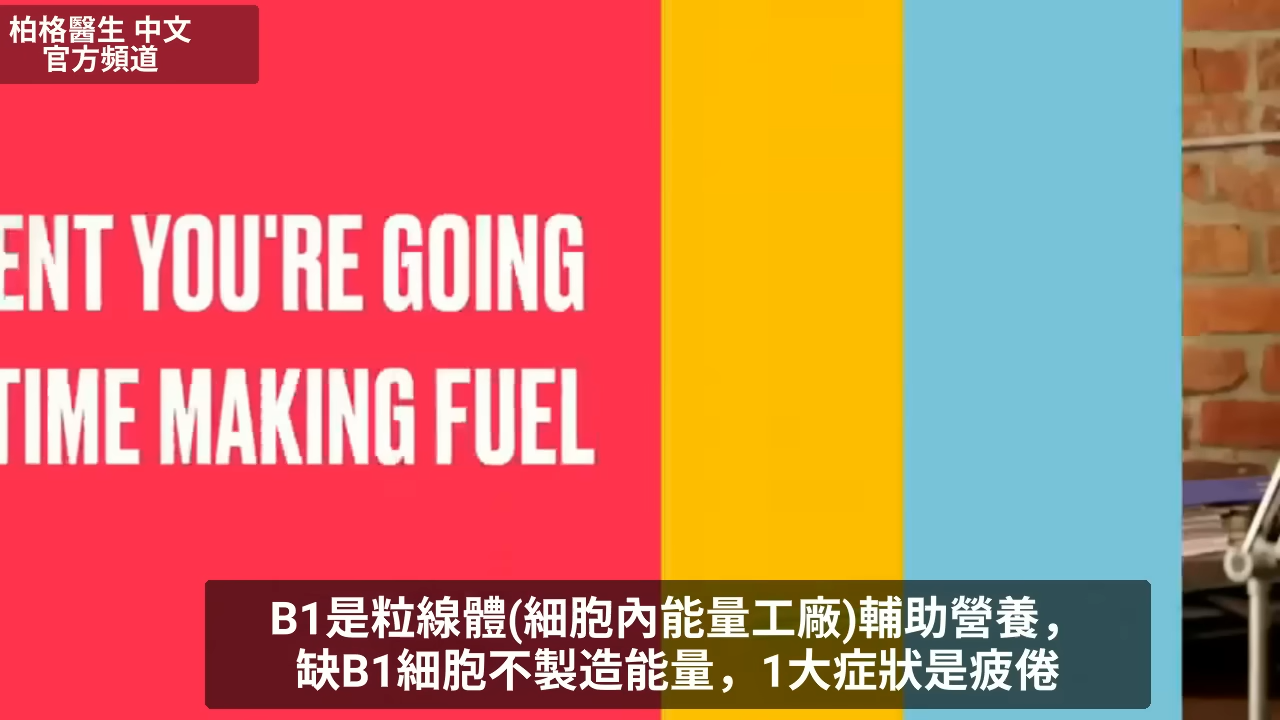 柏格醫生 中文
官方頻道
ENT YOU'RE GOING
TIME MAKING FUEL
B1是粒線體(細胞內能量工廠)輔助營養，
缺B1細胞不製造能量，1大症狀是疲倦